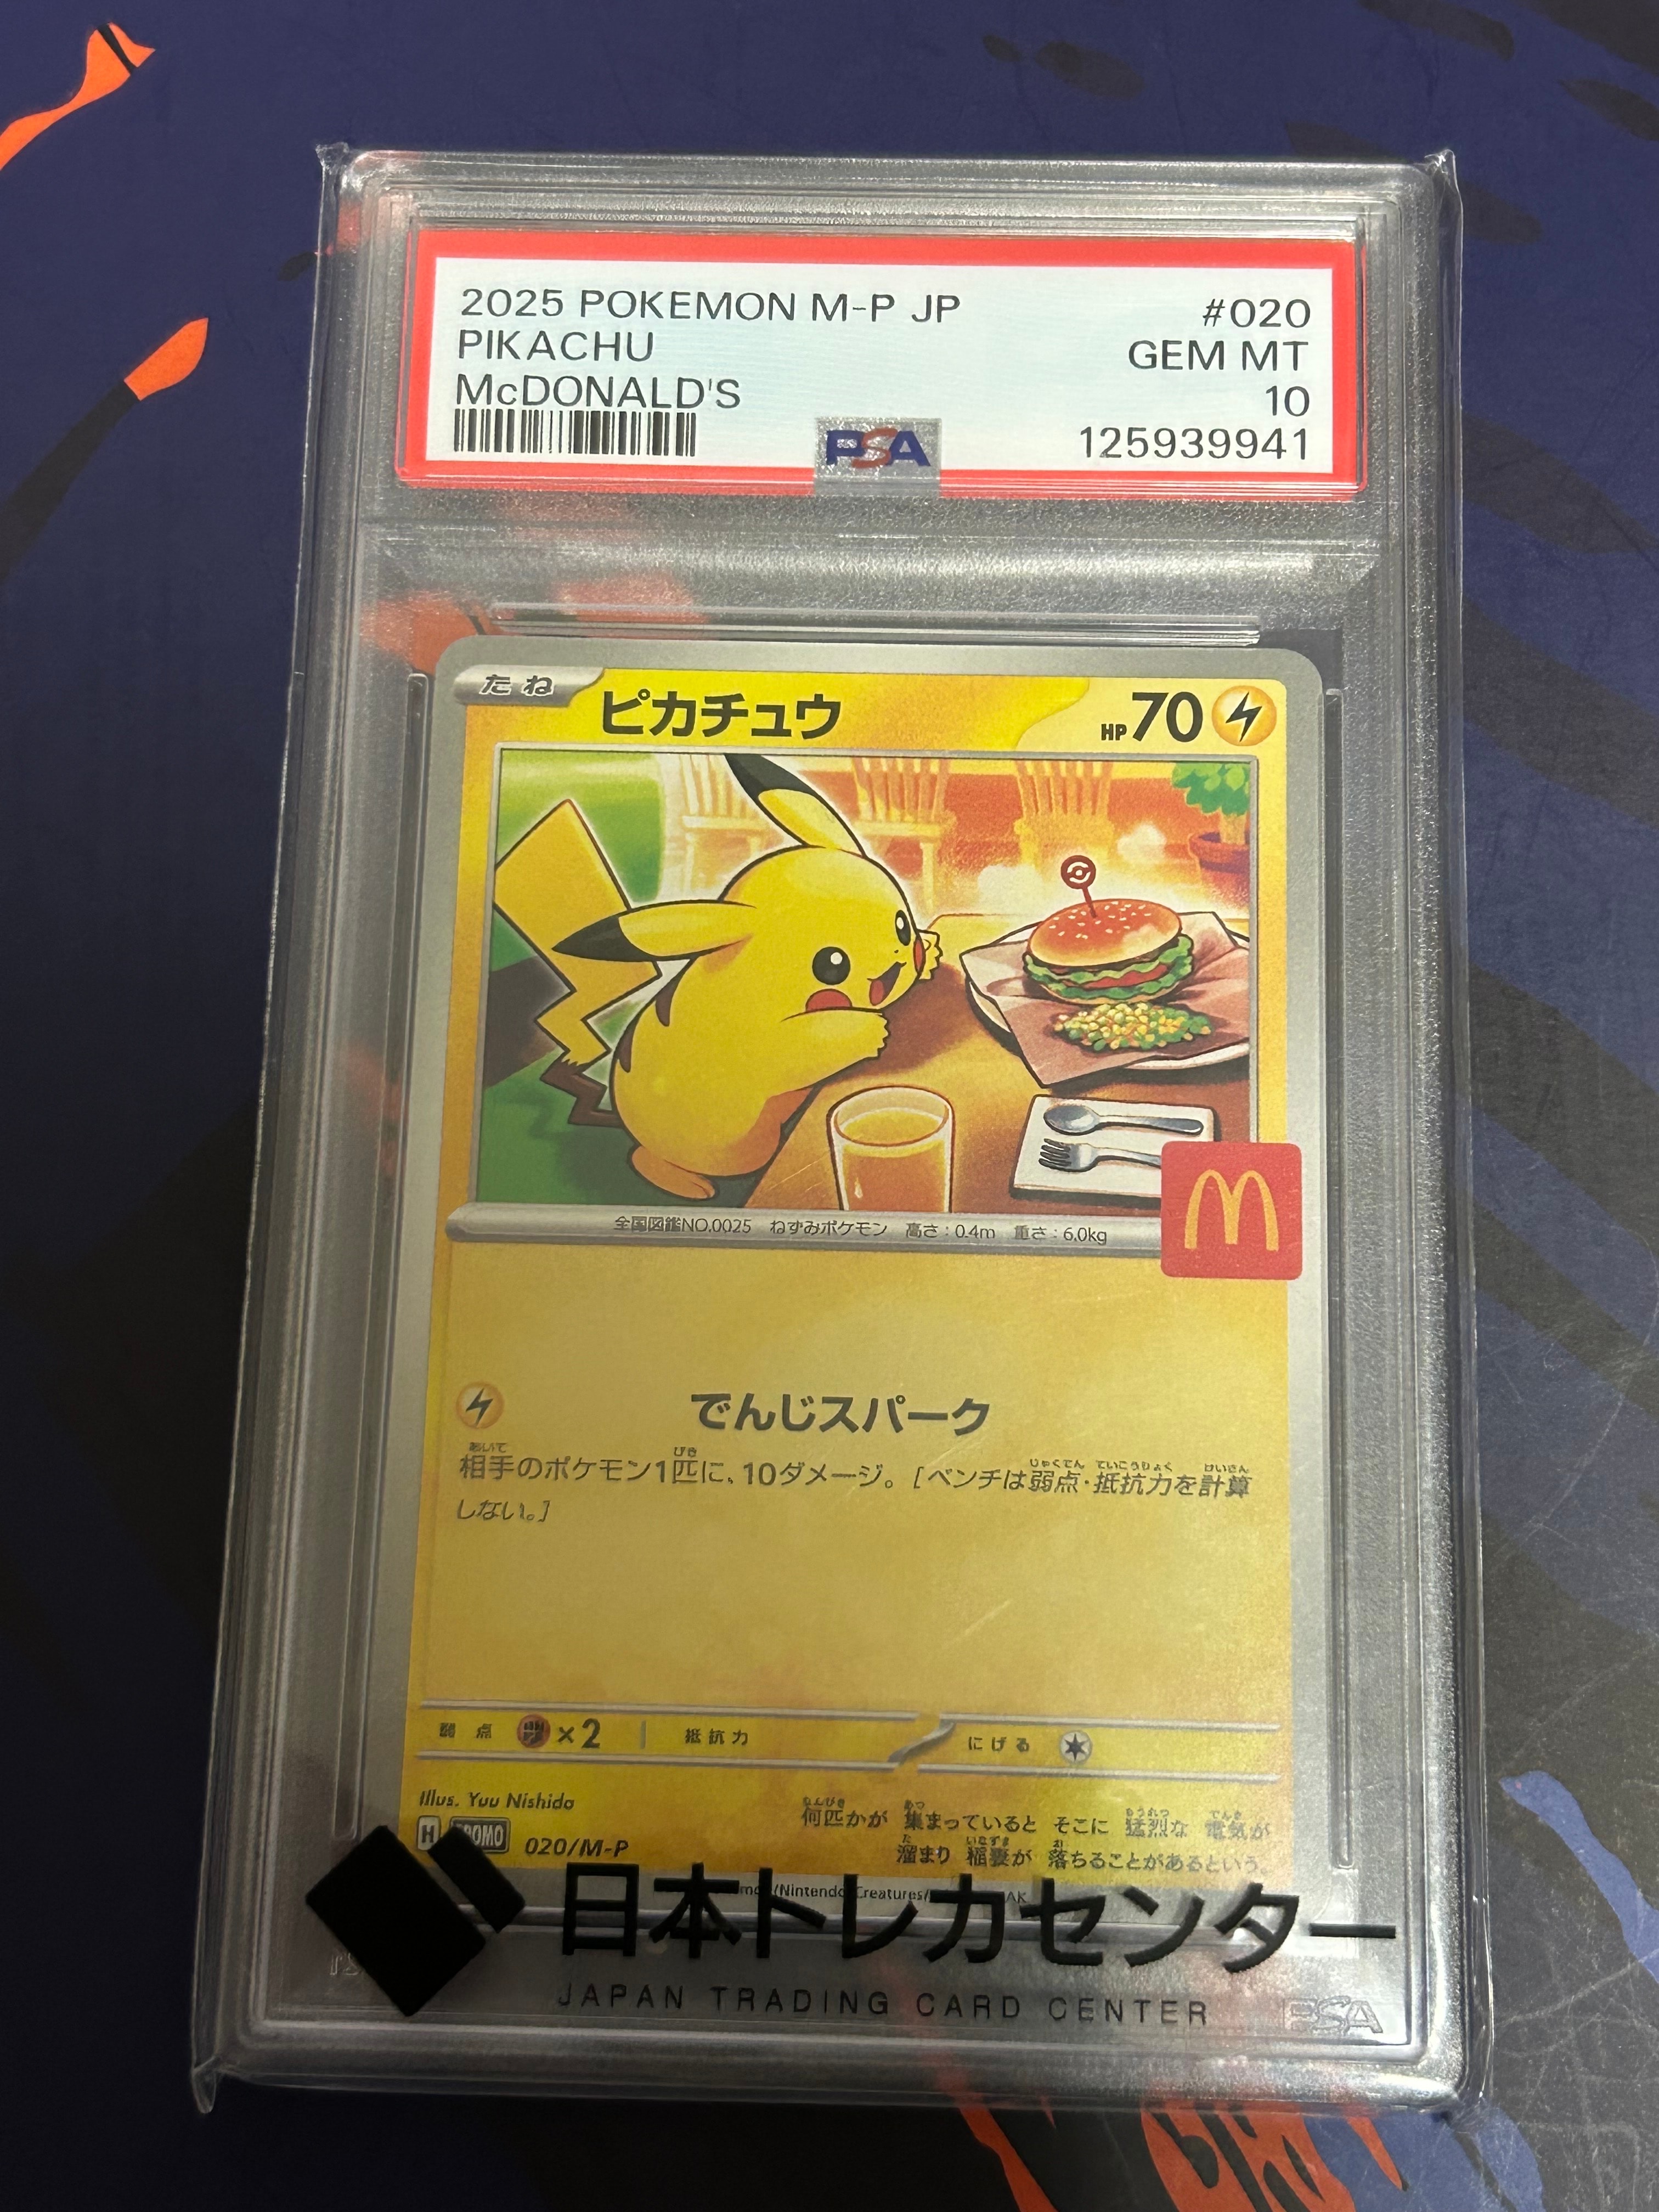 2025 POKEMON M-P JP #020
PIKACHU GEM MT
McDONALD'S 10
PSA 125939941
たね ピカチュウ HP 70
全国図鑑NO.0025 ねずみポケモン 高さ:0.4m 重さ:6.0kg
でんじスパーク
相手のポケモン1匹に、10ダメージ。[ベンチは弱点・抵抗力を計算
しない。]
弱点 ×2 抵抗力 にげる
Illus. Yuu Nishida
何匹かが 集まっていると そこに 猛烈な 電気が
H PROMO 020/M-P
溜まり 稲妻が 落ちることがあるという。
/Nintendo Creatures/
日本トレカセンター
JAPAN TRADING CARD CENTER
PSA